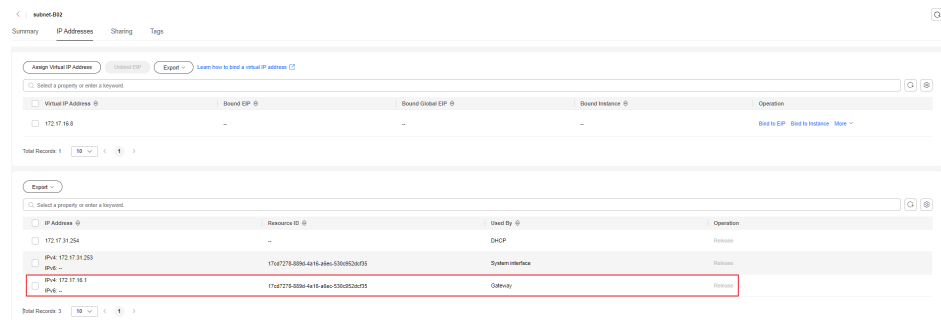 subnet-B02
Summary IP Addresses Sharing Tags
Assign Virtual IP Address Unbind EIP Export Learn how to bind a virtual IP address
Select a property or enter a keyword.
Virtual IP Address Bound EIP Bound Global EIP Bound Instance Operation
172.17.16.8 -- -- -- Bind to EIP Bind to Instance More
Total Records: 1 10 1
Export
Select a property or enter a keyword.
IP Address Resource ID Used By Operation
172.17.31.254 -- DHCP Release
IPv4: 172.17.31.253
IPv6: --
17cd7278-889d-4a16-a6ec-530c952dcf35 System interface Release
IPv4: 172.17.16.1
IPv6: --
17cd7278-889d-4a16-a6ec-530c952dcf35 Gateway Release
Total Records: 3 10 1